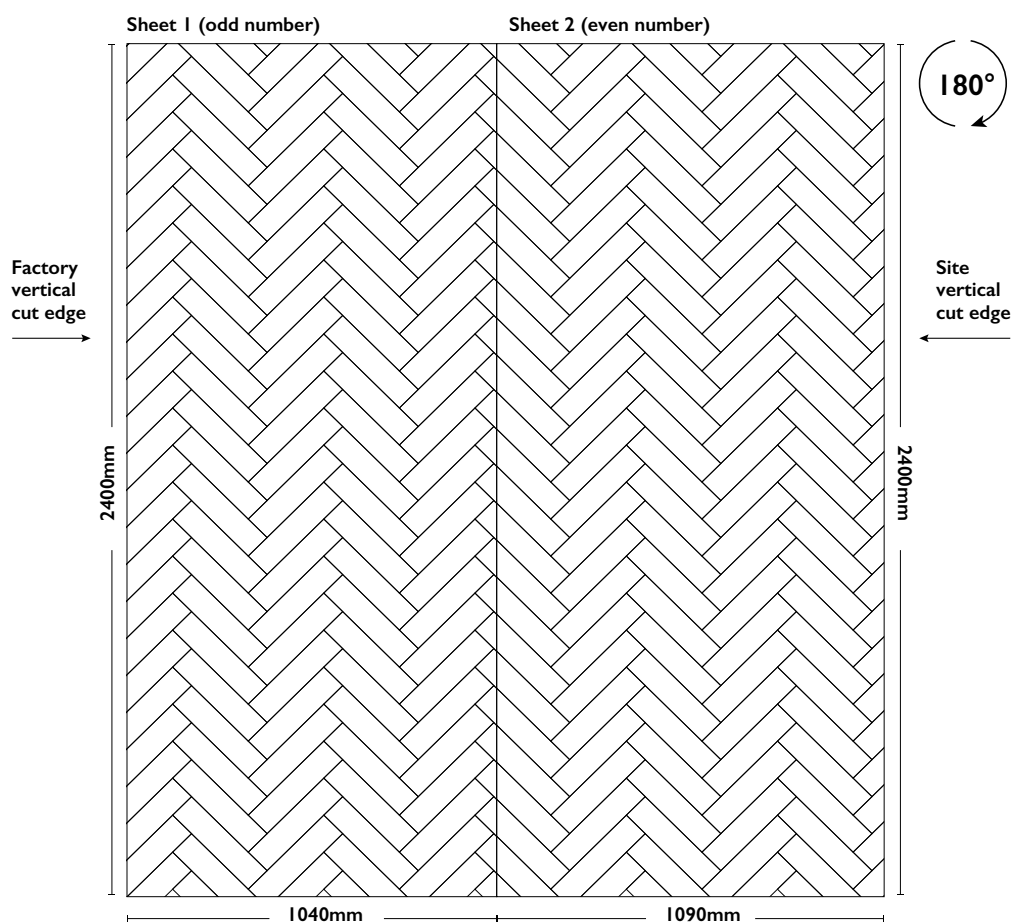 Sheet 1 (odd number)
Sheet 2 (even number)
180°
Factory
vertical
cut edge
Site
vertical
cut edge
2400mm
2400mm
1040mm
1090mm